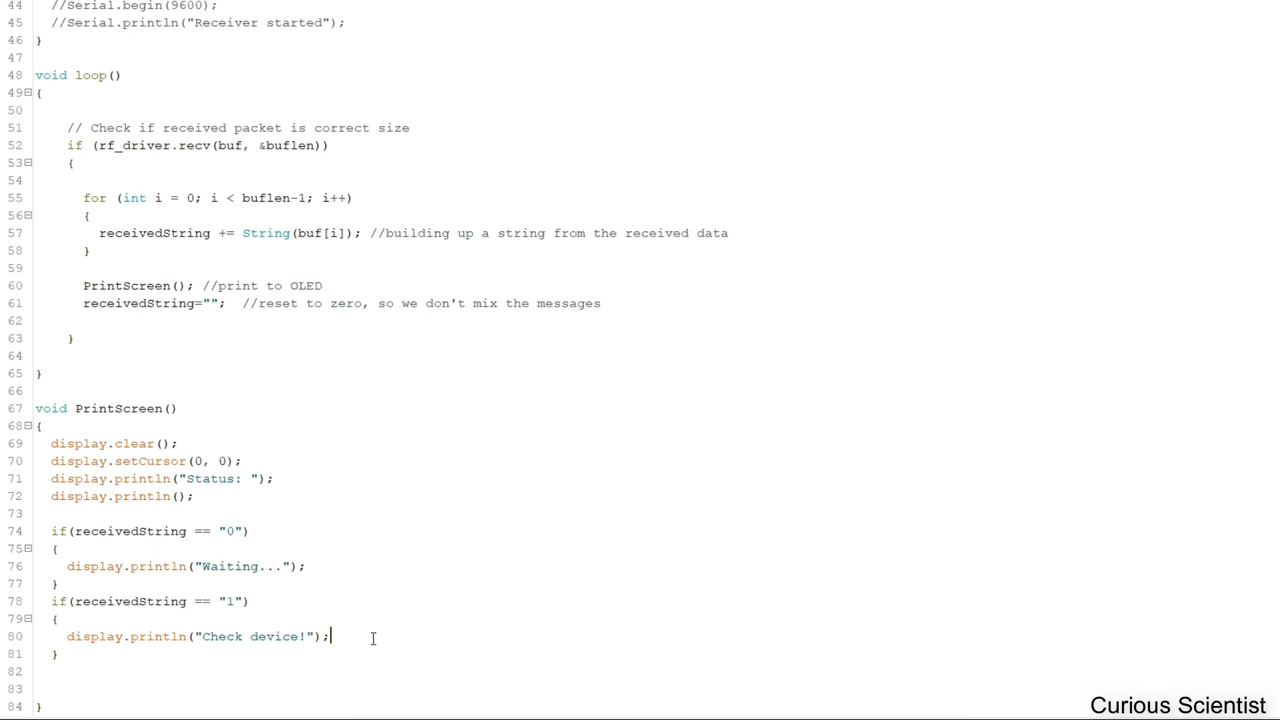 44 //Serial.begin(9600);
45 //Serial.println("Receiver started");
46 }
47
48 void loop()
49 {
50
51 // Check if received packet is correct size
52 if (rf_driver.recv(buf, &buflen))
53 {
54
55 for (int i = 0; i < buflen-1; i++)
56 {
57 receivedString += String(buf[i]); //building up a string from the received data
58 }
59
60 PrintScreen(); //print to OLED
61 receivedString=""; //reset to zero, so we don't mix the messages
62
63 }
64
65 }
66
67 void PrintScreen()
68 {
69 display.clear();
70 display.setCursor(0, 0);
71 display.println("Status: ");
72 display.println();
73
74 if(receivedString == "0")
75 {
76 display.println("Waiting...");
77 }
78 if(receivedString == "1")
79 {
80 display.println("Check device!");
81 }
82
83
84 }
Curious Scientist